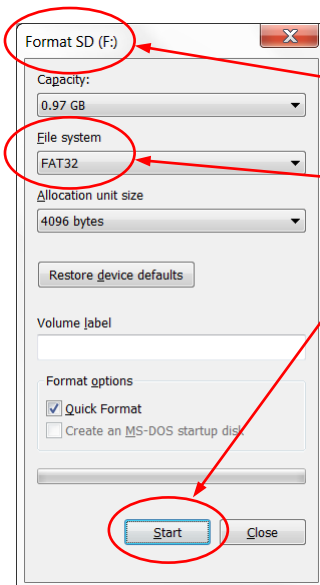 Format SD (F:)
Capacity:
0.97 GB
File system
FAT32
Allocation unit size
4096 bytes
Restore device defaults
Volume label
Format options
Quick Format
Create an MS-DOS startup disk
Start Close